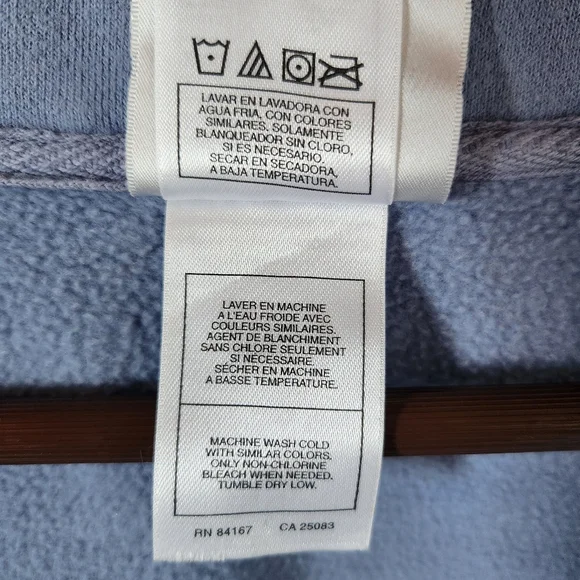 LAVAR EN LAVADORA CON
AGUA FRIA, CON COLORES
SIMILARES. SOLAMENTE
BLANQUEADOR SIN CLORO.
SI ES NECESARIO.
SECAR EN SECADORA,
A BAJA TEMPERATURA.
LAVER EN MACHINE
A L'EAU FROIDE AVEC
COULEURS SIMILAIRES.
AGENT DE BLANCHIMENT
SANS CHLORE SEULEMENT
SI NÉCESSAIRE.
SÉCHER EN MACHINE
A BASSE TEMPERATURE.
MACHINE WASH COLD
WITH SIMILAR COLORS.
ONLY NON-CHLORINE
BLEACH WHEN NEEDED.
TUMBLE DRY LOW.
RN 84167 CA 25083